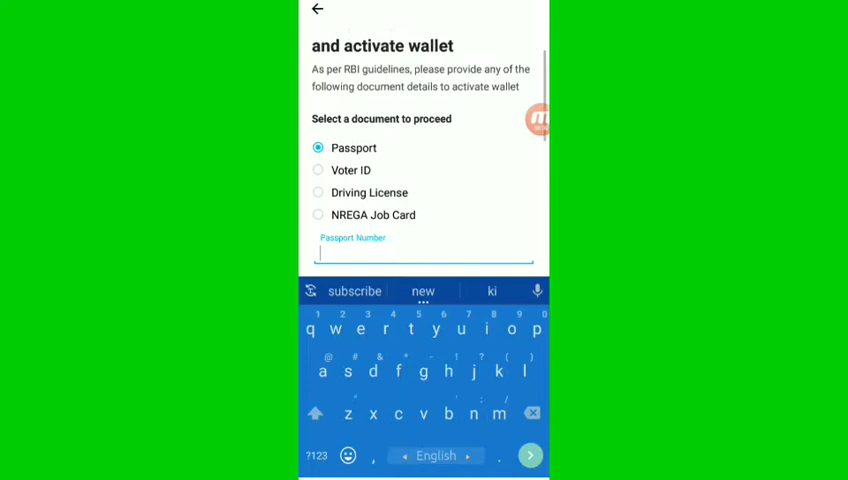 and activate wallet
As per RBI guidelines, please provide any of the
following document details to activate wallet
Select a document to proceed
Passport
Voter ID
Driving License
NREGA Job Card
Passport Number
subscribe new ki
1 2 3 4 5 6 7 8 9 0
q w e r t y u i o p
@ # & * - ! ? ( )
a s d f g h j k l
" ' : ; /
z x c v b n m
?123 , English .